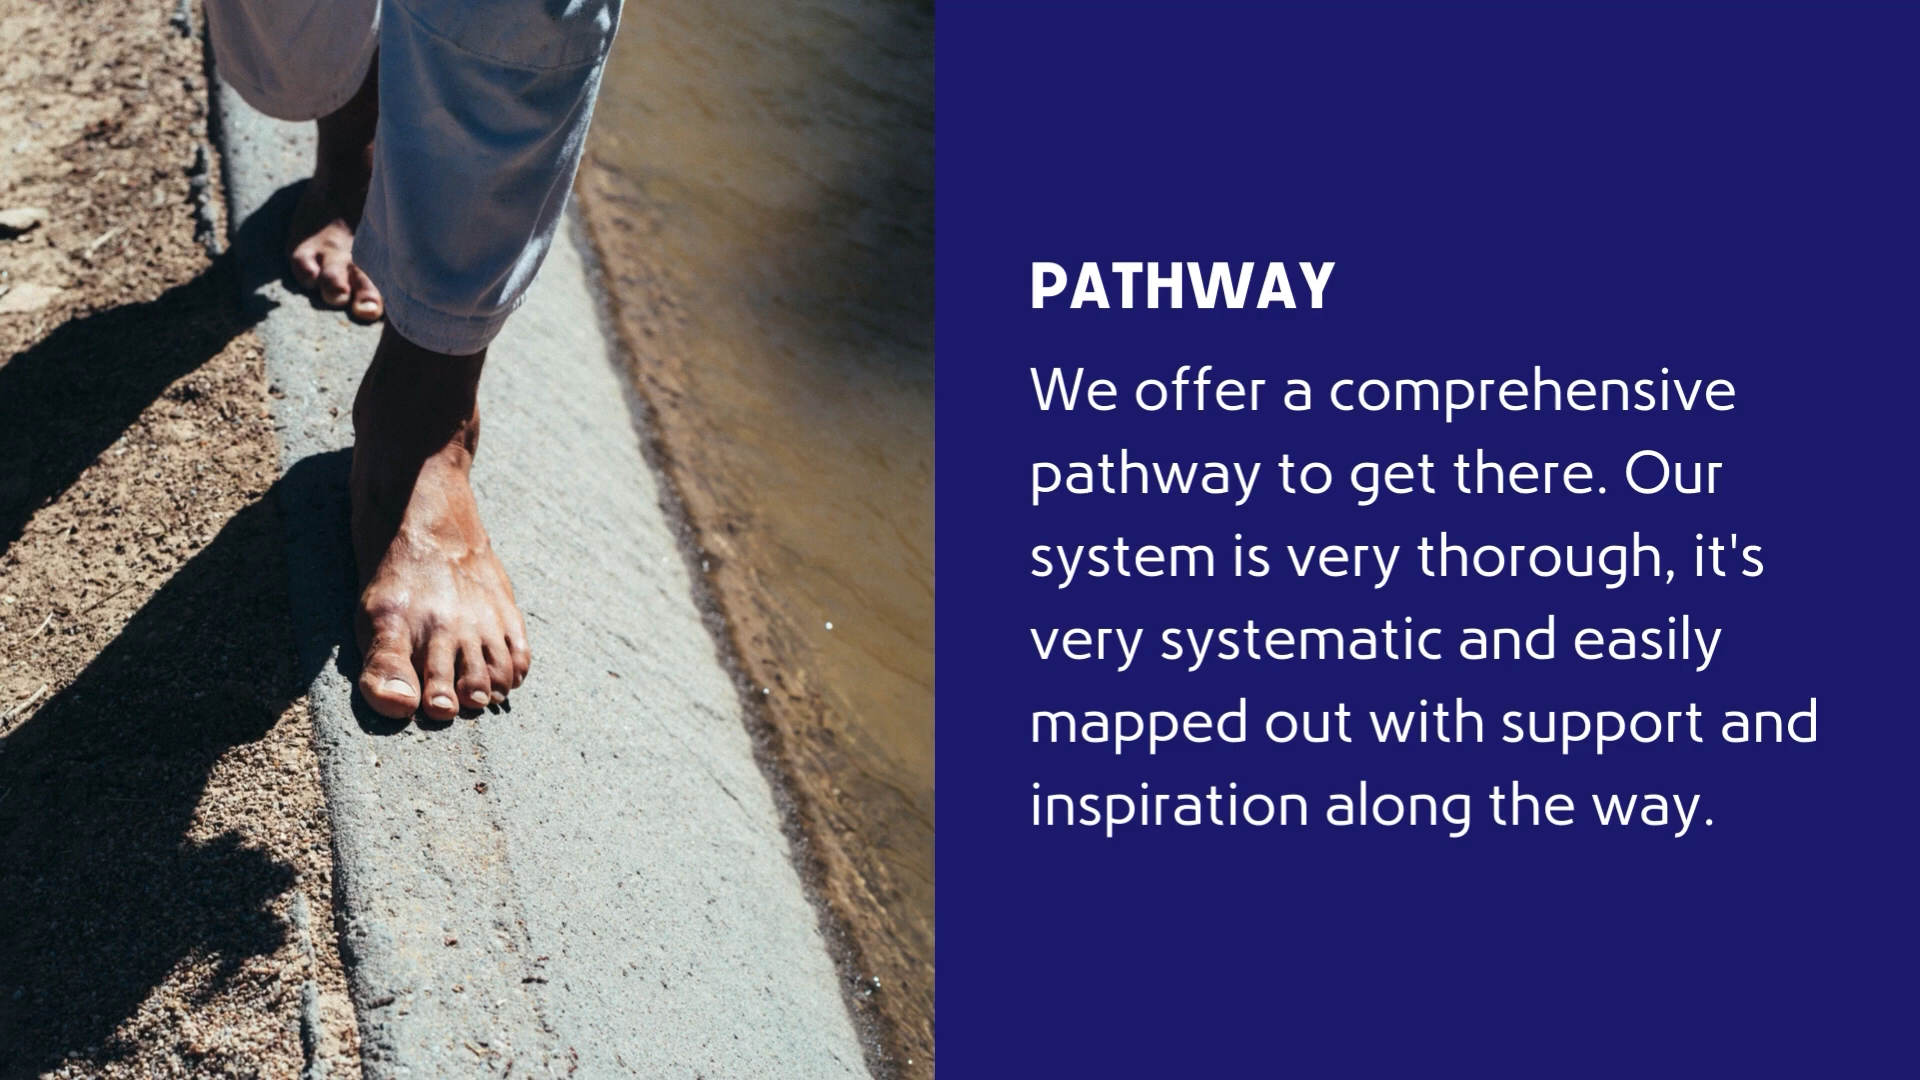 PATHWAY
We offer a comprehensive
pathway to get there. Our
system is very thorough, it's
very systematic and easily
mapped out with support and
inspiration along the way.